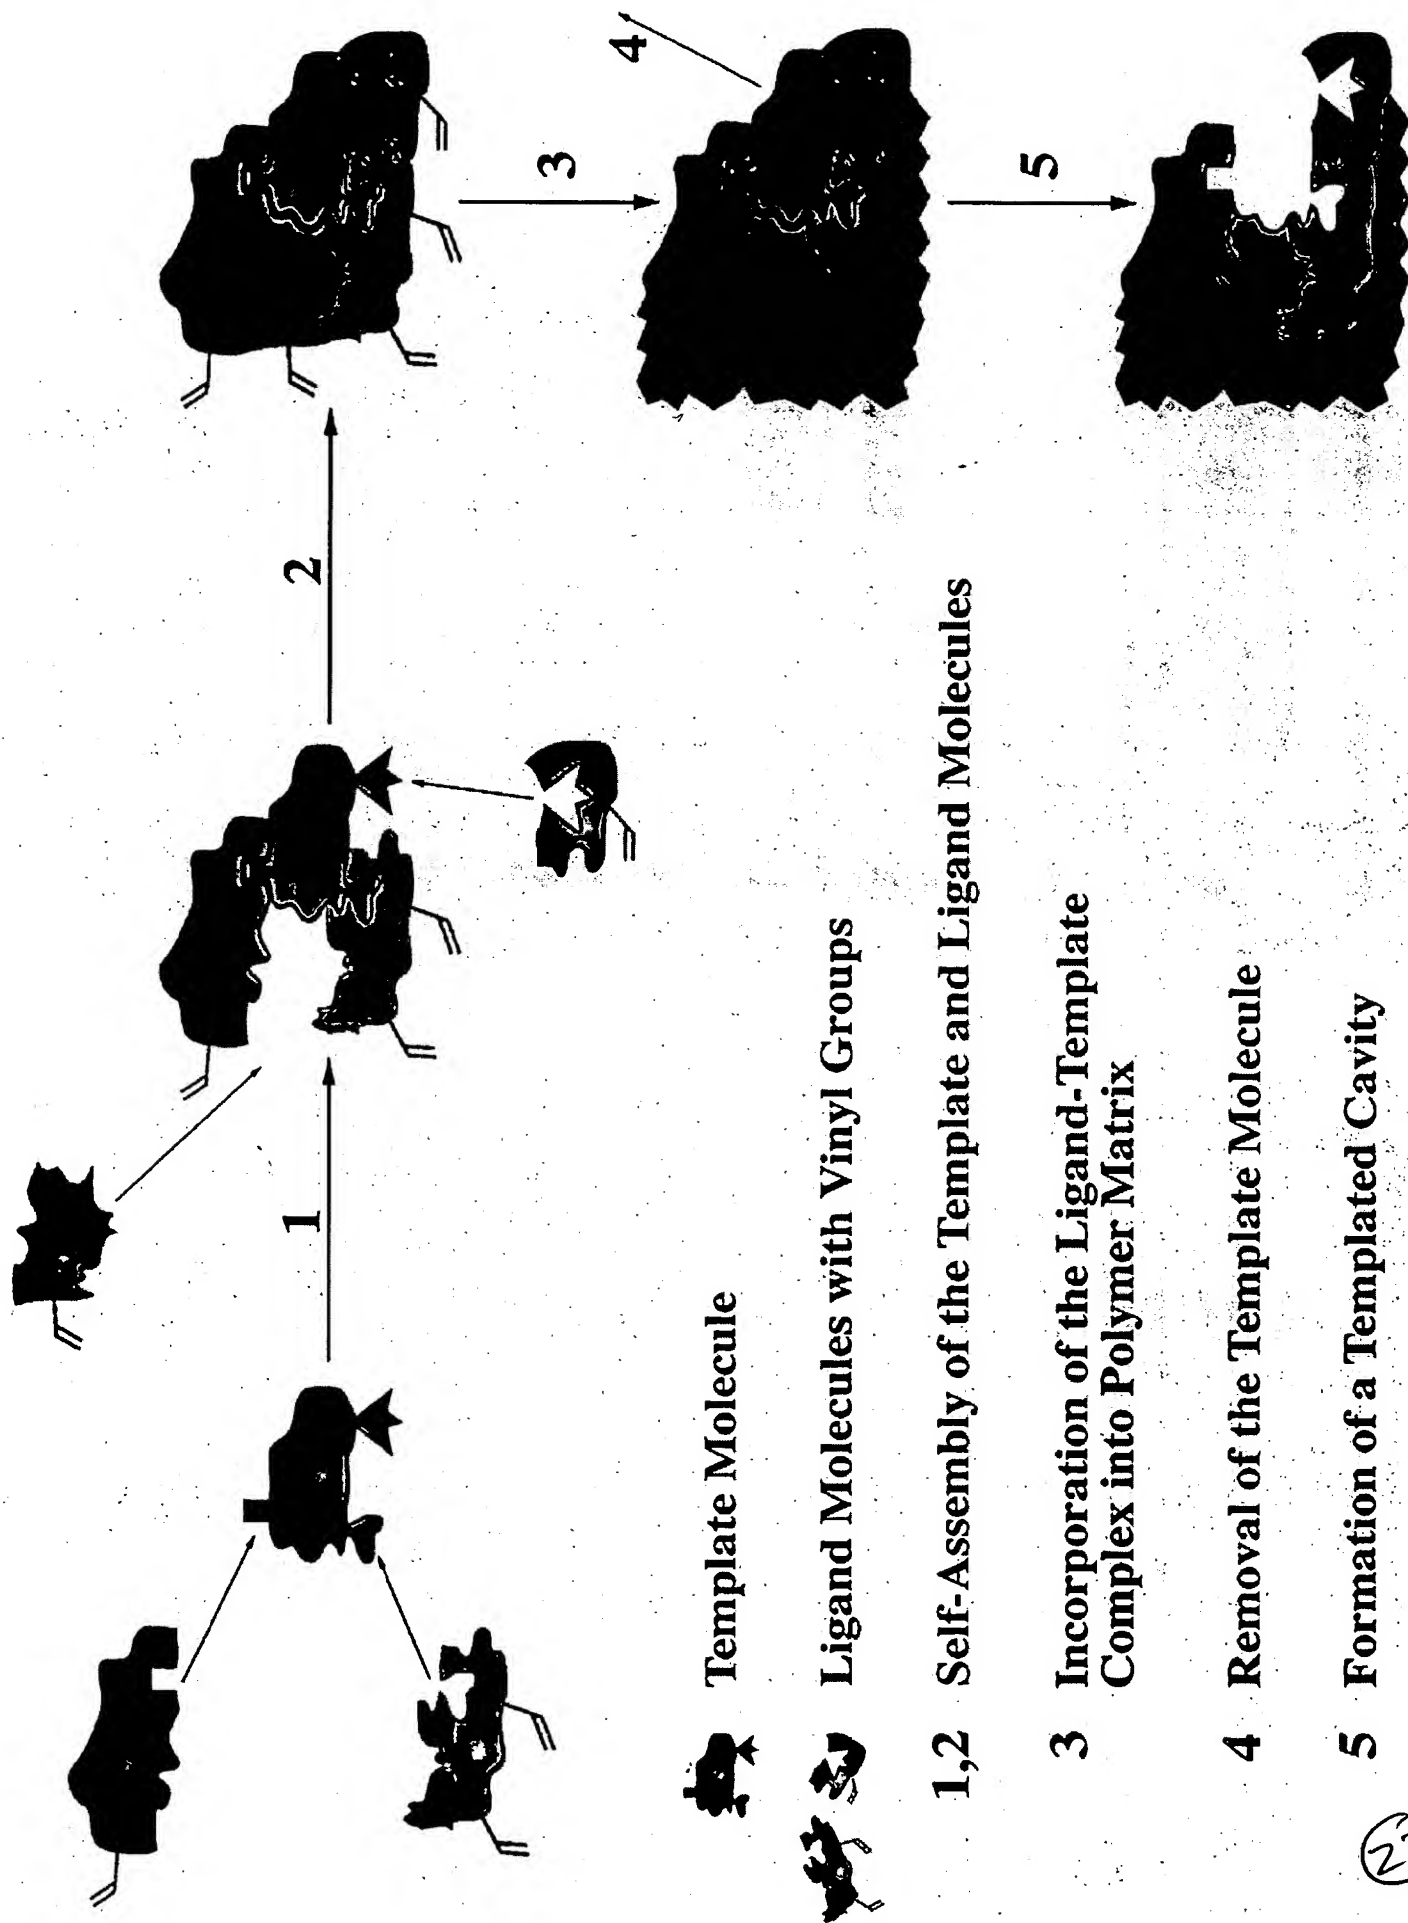 1
2
3
4
5
Template Molecule
Ligand Molecules with Vinyl Groups
1,2 Self-Assembly of the Template and Ligand Molecules
3 Incorporation of the Ligand-Template
Complex into Polymer Matrix
4 Removal of the Template Molecule
5 Formation of a Templated Cavity